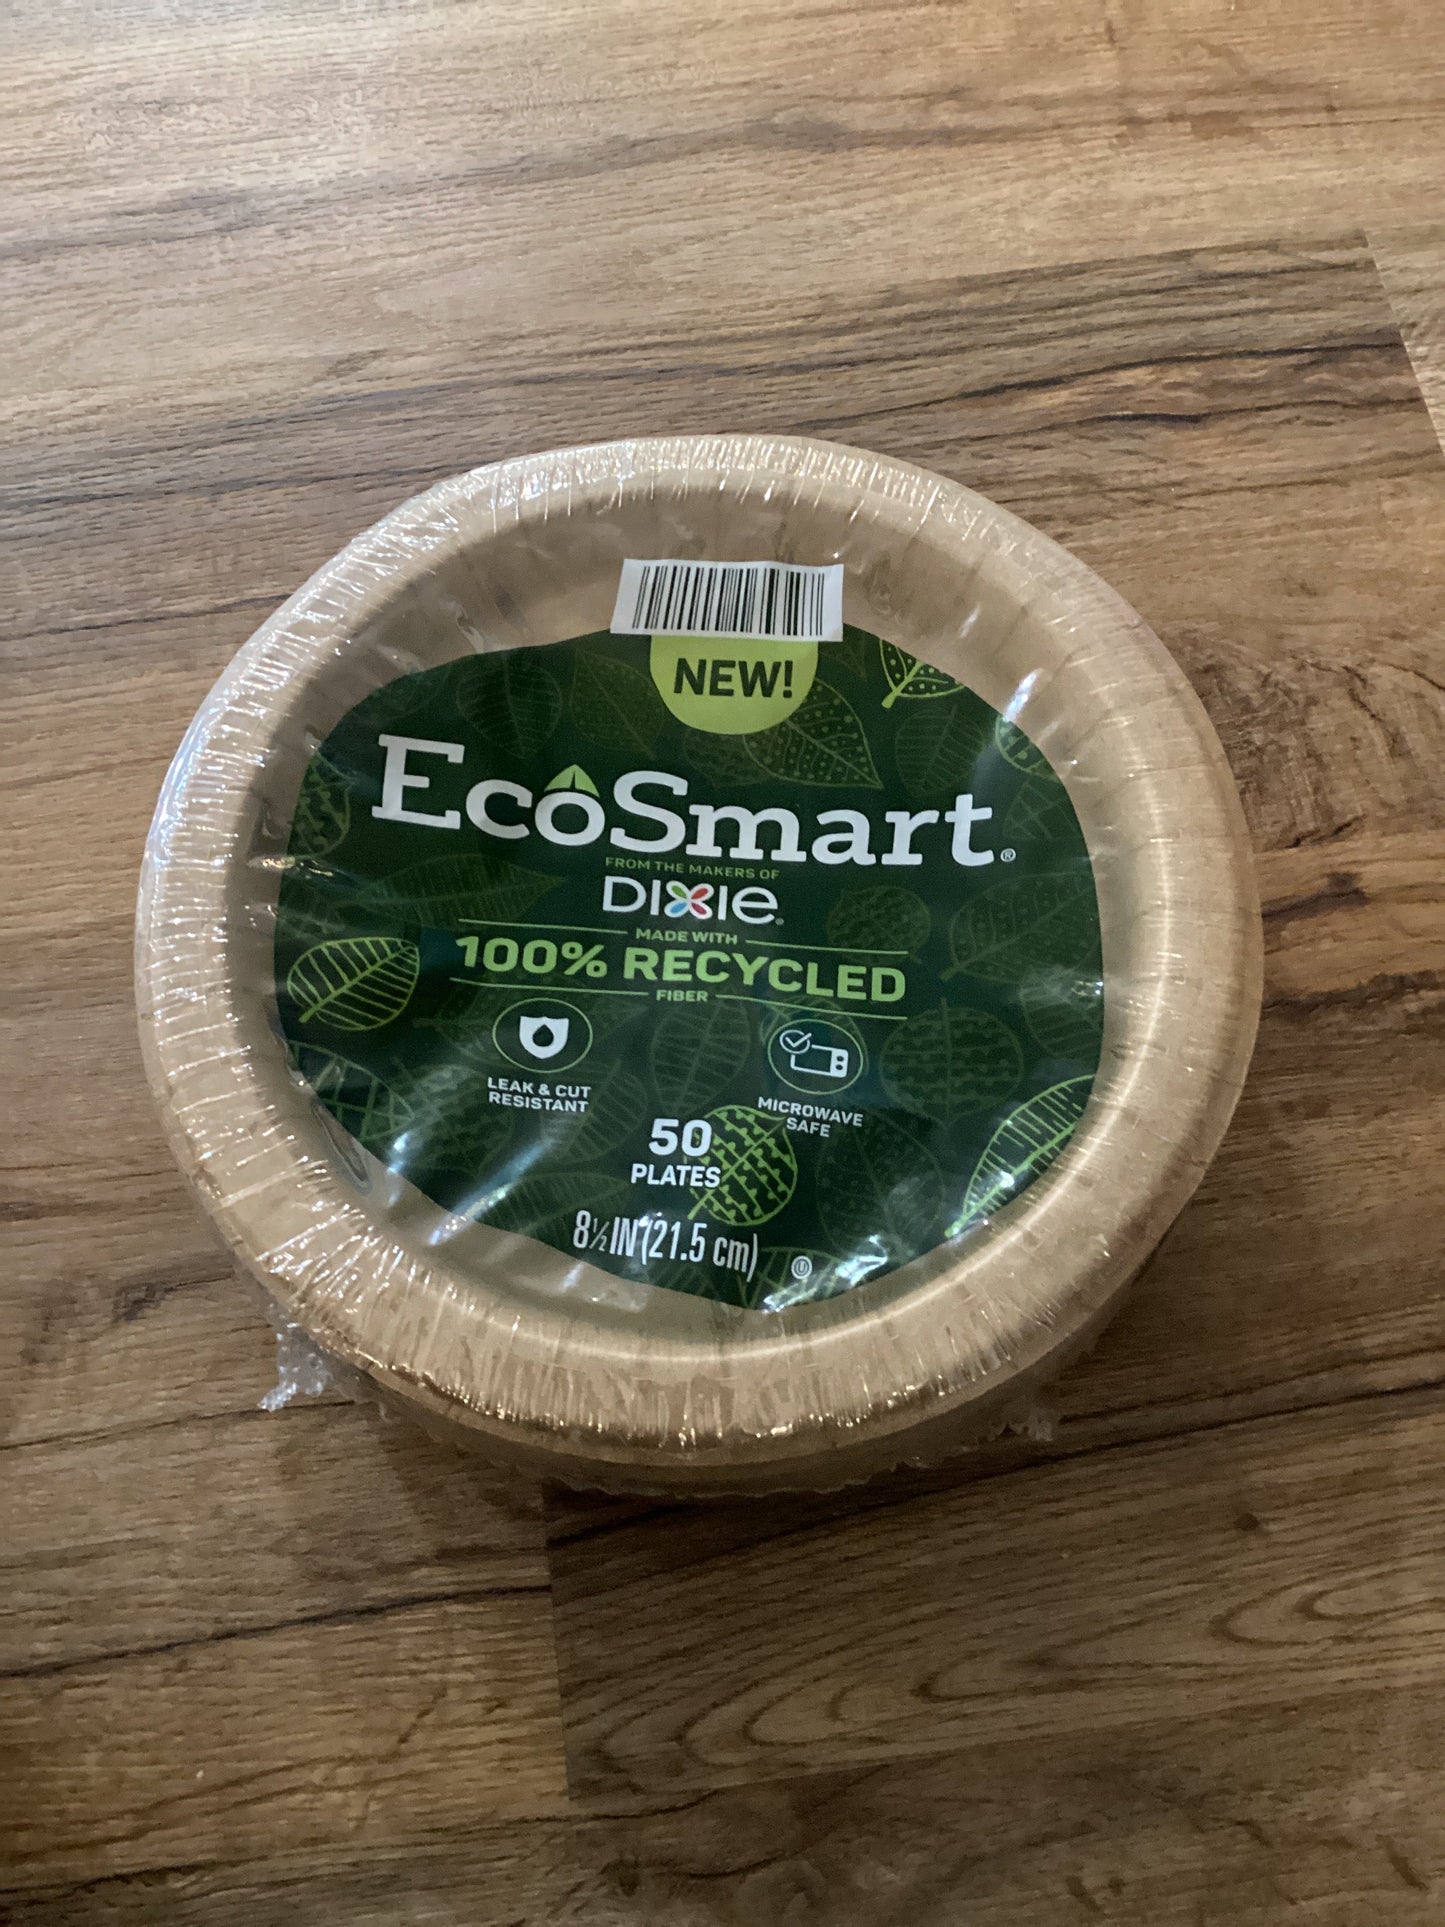 NEW!
EcoSmart®
FROM THE MAKERS OF
DIXIE®
MADE WITH
100% RECYCLED
FIBER
LEAK & CUT
RESISTANT
MICROWAVE
SAFE
50
PLATES
8½ IN (21.5 cm)
U